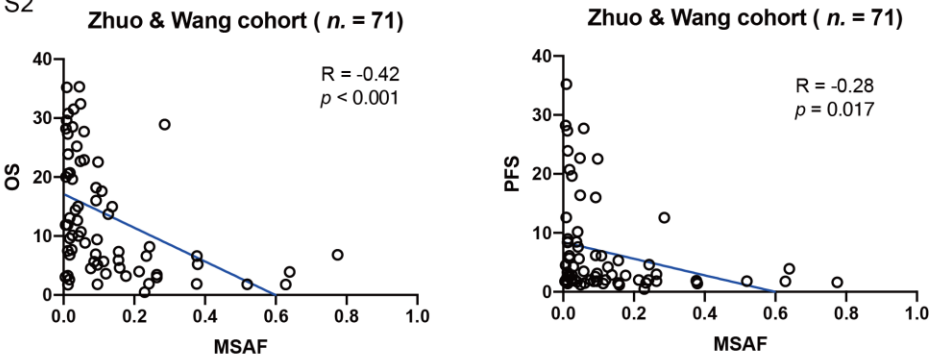 S2
Zhuo & Wang cohort ( n. = 71)
R = -0.42
p < 0.001
OS
40
30
20
10
0
0.0 0.2 0.4 0.6 0.8 1.0
MSAF
Zhuo & Wang cohort ( n. = 71)
R = -0.28
p = 0.017
PFS
40
30
20
10
0
0.0 0.2 0.4 0.6 0.8 1.0
MSAF